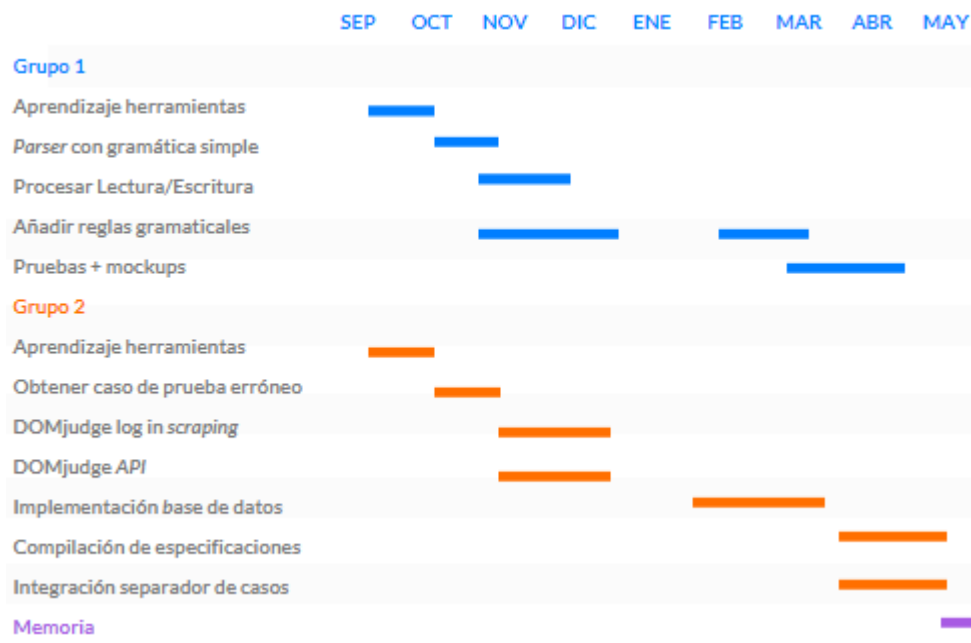 SEP OCT NOV DIC ENE FEB MAR ABR MAY
Grupo 1
Aprendizaje herramientas
Parser con gramática simple
Procesar Lectura/Escritura
Añadir reglas gramaticales
Pruebas + mockups
Grupo 2
Aprendizaje herramientas
Obtener caso de prueba erróneo
DOMjudge log in scraping
DOMjudge API
Implementación base de datos
Compilación de especificaciones
Integración separador de casos
Memoria